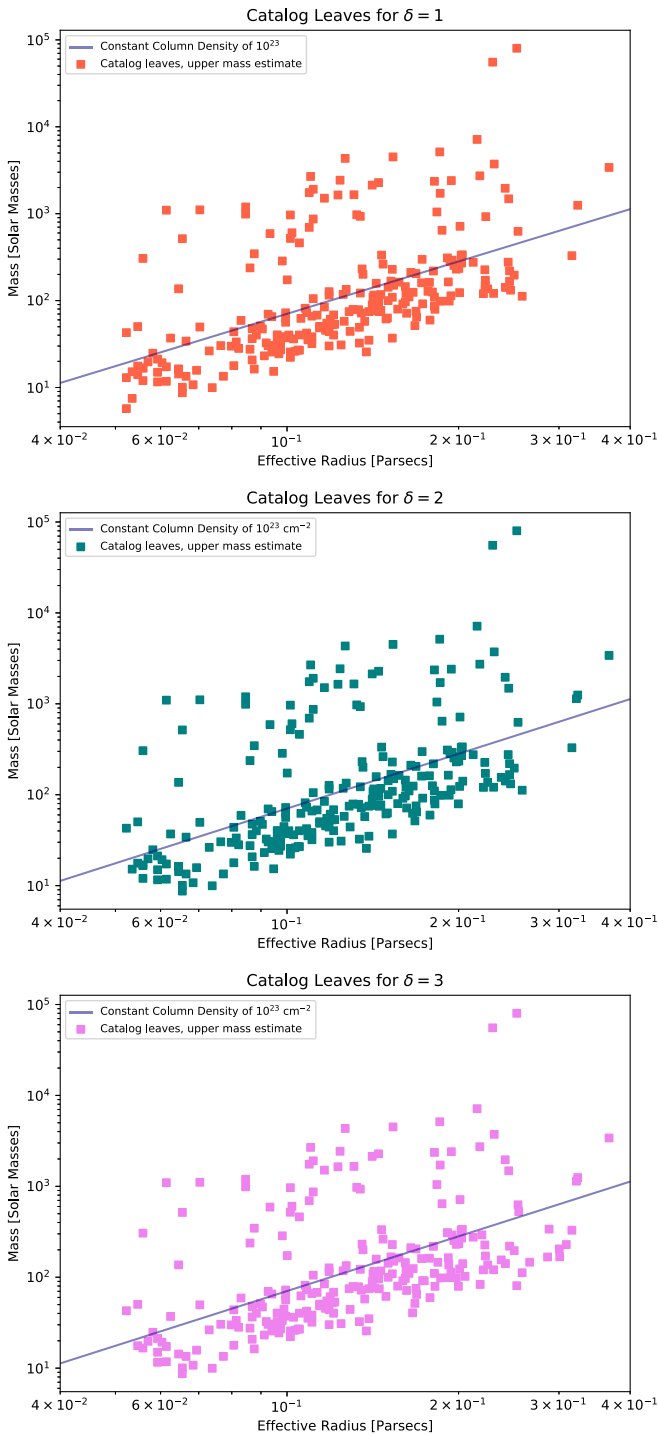 Catalog Leaves for δ = 1
Constant Column Density of 10²³
Catalog leaves, upper mass estimate
Mass [Solar Masses]
10⁵
10⁴
10³
10²
10¹
4 × 10⁻² 6 × 10⁻² 10⁻¹ 2 × 10⁻¹ 3 × 10⁻¹ 4 × 10⁻¹
Effective Radius [Parsecs]
Catalog Leaves for δ = 2
Constant Column Density of 10²³ cm⁻²
Catalog leaves, upper mass estimate
Mass [Solar Masses]
10⁵
10⁴
10³
10²
10¹
4 × 10⁻² 6 × 10⁻² 10⁻¹ 2 × 10⁻¹ 3 × 10⁻¹ 4 × 10⁻¹
Effective Radius [Parsecs]
Catalog Leaves for δ = 3
Constant Column Density of 10²³ cm⁻²
Catalog leaves, upper mass estimate
Mass [Solar Masses]
10⁵
10⁴
10³
10²
10¹
4 × 10⁻² 6 × 10⁻² 10⁻¹ 2 × 10⁻¹ 3 × 10⁻¹ 4 × 10⁻¹
Effective Radius [Parsecs]